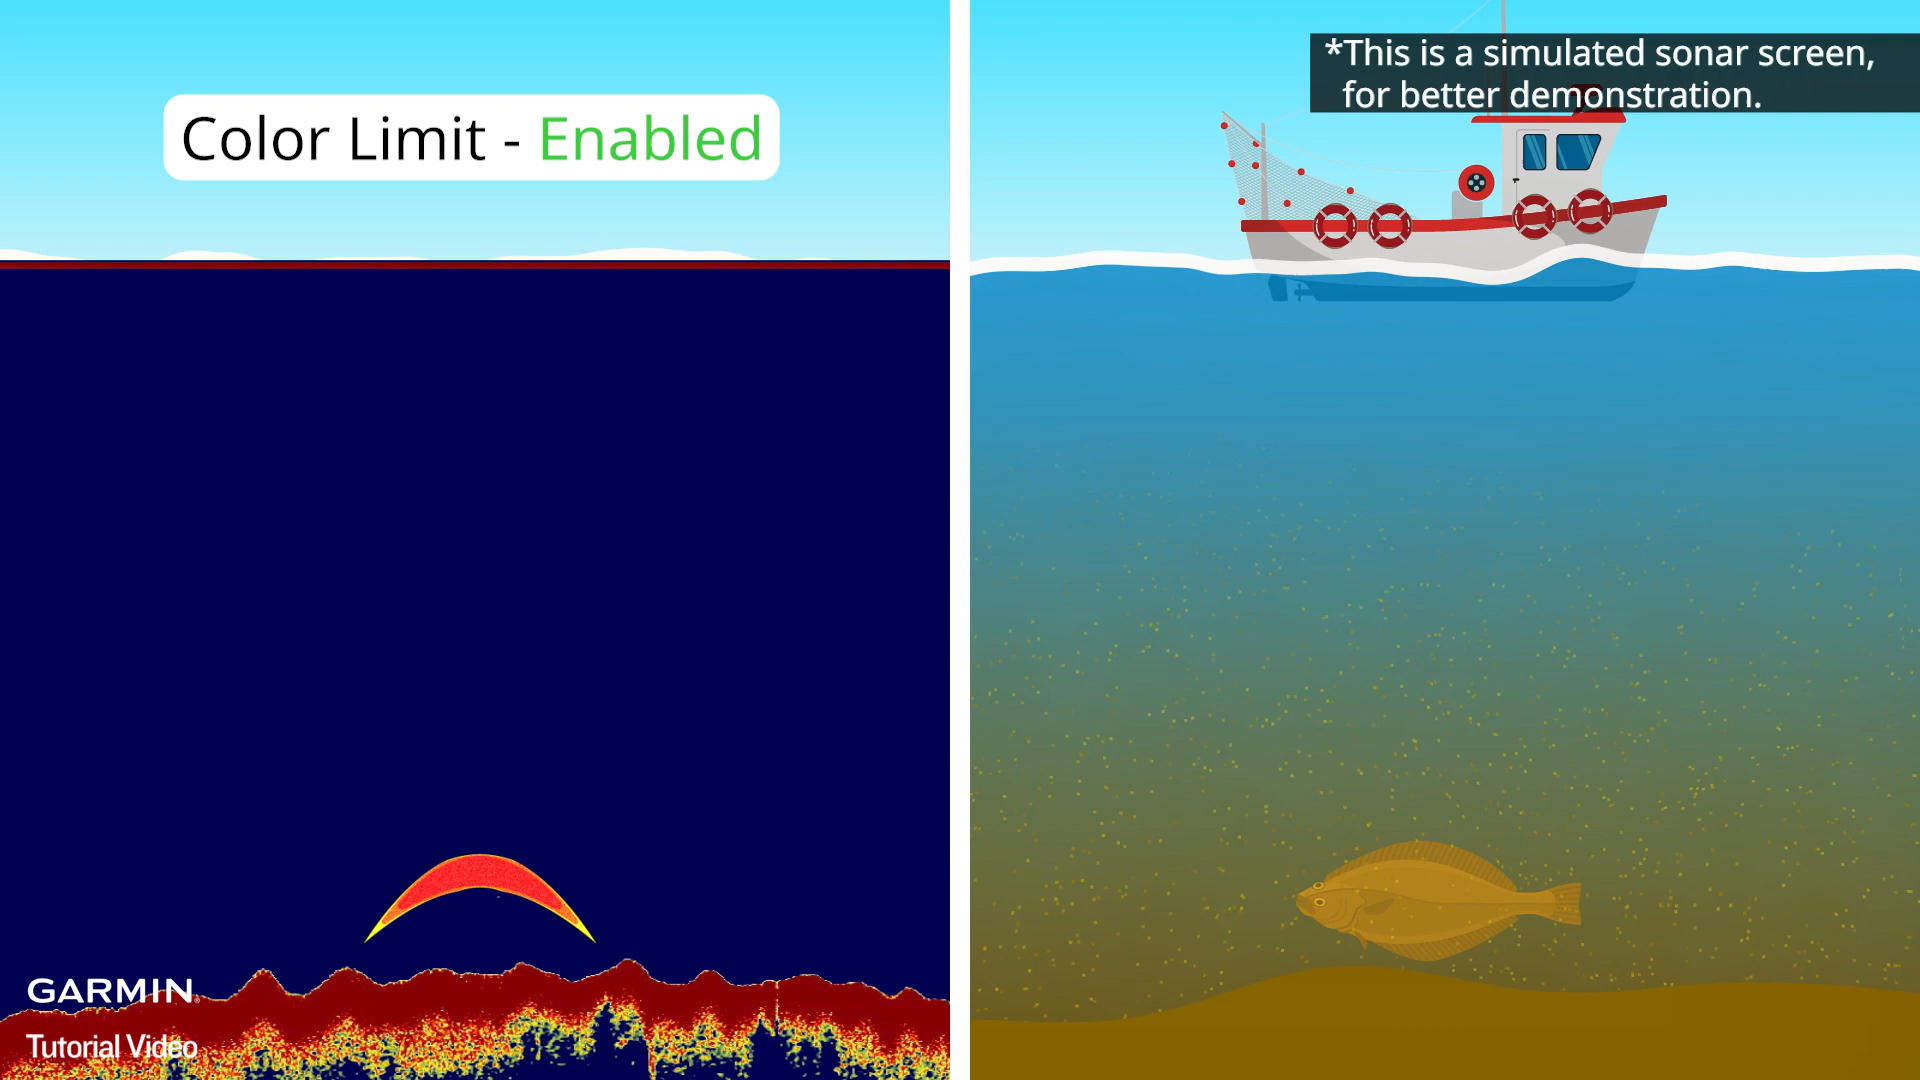 Color Limit - Enabled
*This is a simulated sonar screen,
for better demonstration.
GARMIN®
Tutorial Video